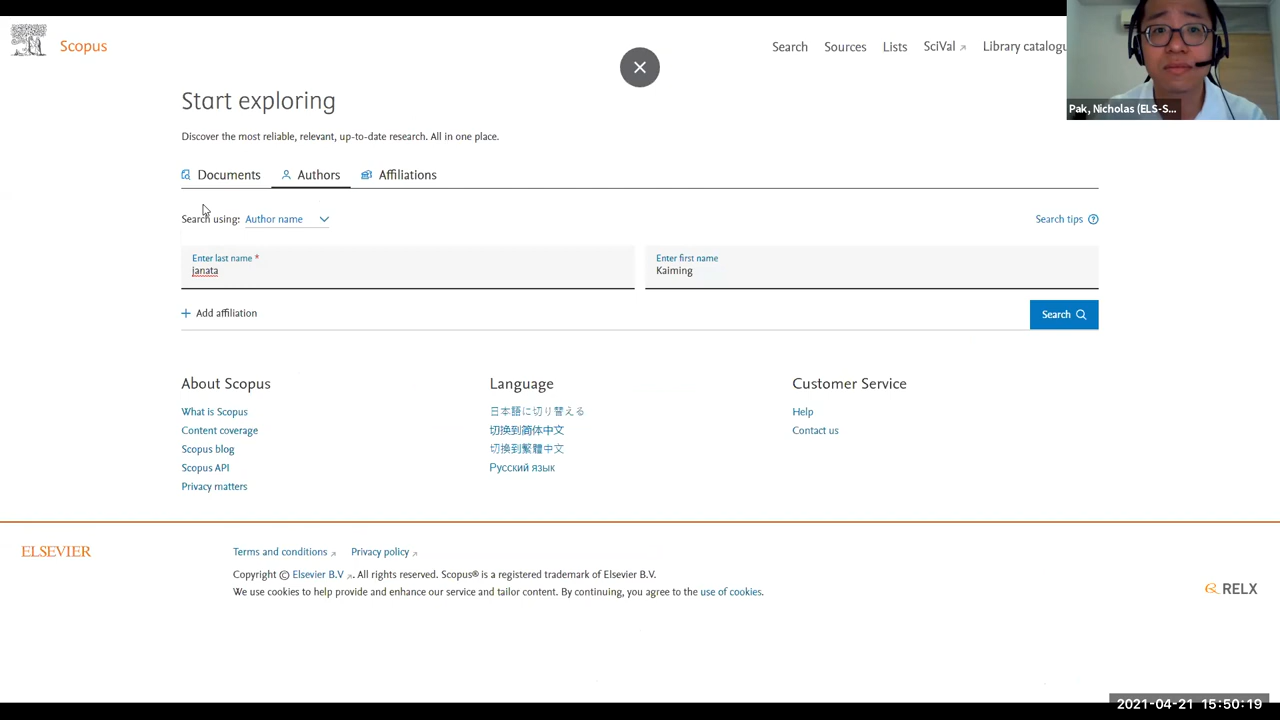 Scopus
Search Sources Lists SciVal Library catalogu
Pak, Nicholas (ELS-S...
Start exploring
Discover the most reliable, relevant, up-to-date research. All in one place.
Documents Authors Affiliations
Search using: Author name
Search tips
Enter last name *
janata
Enter first name
Kaiming
+ Add affiliation
Search
About Scopus
What is Scopus
Content coverage
Scopus blog
Scopus API
Privacy matters
Language
日本語に切り替える
切换到简体中文
切換到繁體中文
Русский язык
Customer Service
Help
Contact us
ELSEVIER
Terms and conditions Privacy policy
Copyright © Elsevier B.V. All rights reserved. Scopus® is a registered trademark of Elsevier B.V.
We use cookies to help provide and enhance our service and tailor content. By continuing, you agree to the use of cookies.
RELX
2021-04-21 15:50:19